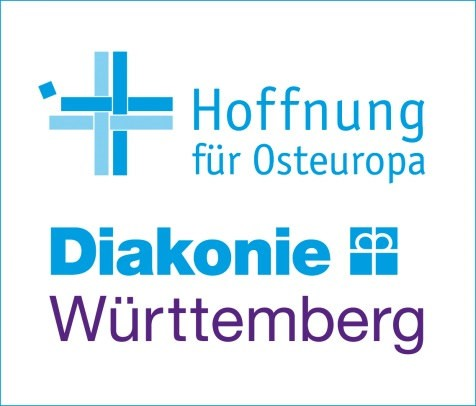 Hoffnung
für Osteuropa
Diakonie
Württemberg